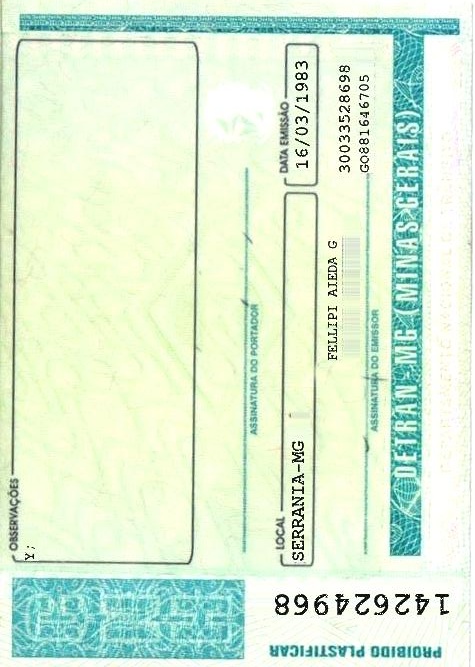 OBSERVAÇÕES
Y;
ASSINATURA DO PORTADOR
LOCAL
SERRANIA-MG
DATA EMISSÃO
16/03/1983
FELLIPI AIEDA G
30033528698
GO881646705
ASSINATURA DO EMISSOR
DETRAN MG (MINAS GERAIS)
PROIBIDO PLASTIFICAR
142624968